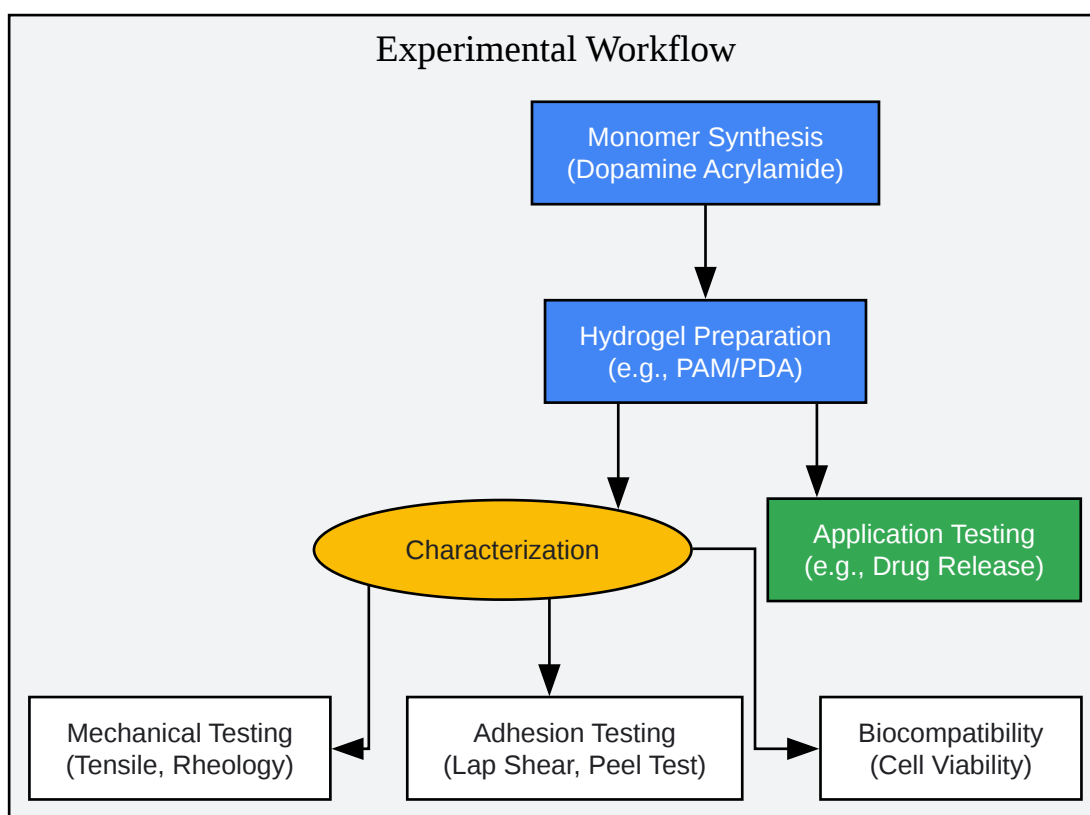 Experimental Workflow
Monomer Synthesis
(Dopamine Acrylamide)
Hydrogel Preparation
(e.g., PAM/PDA)
Characterization
Application Testing
(e.g., Drug Release)
Mechanical Testing
(Tensile, Rheology)
Adhesion Testing
(Lap Shear, Peel Test)
Biocompatibility
(Cell Viability)